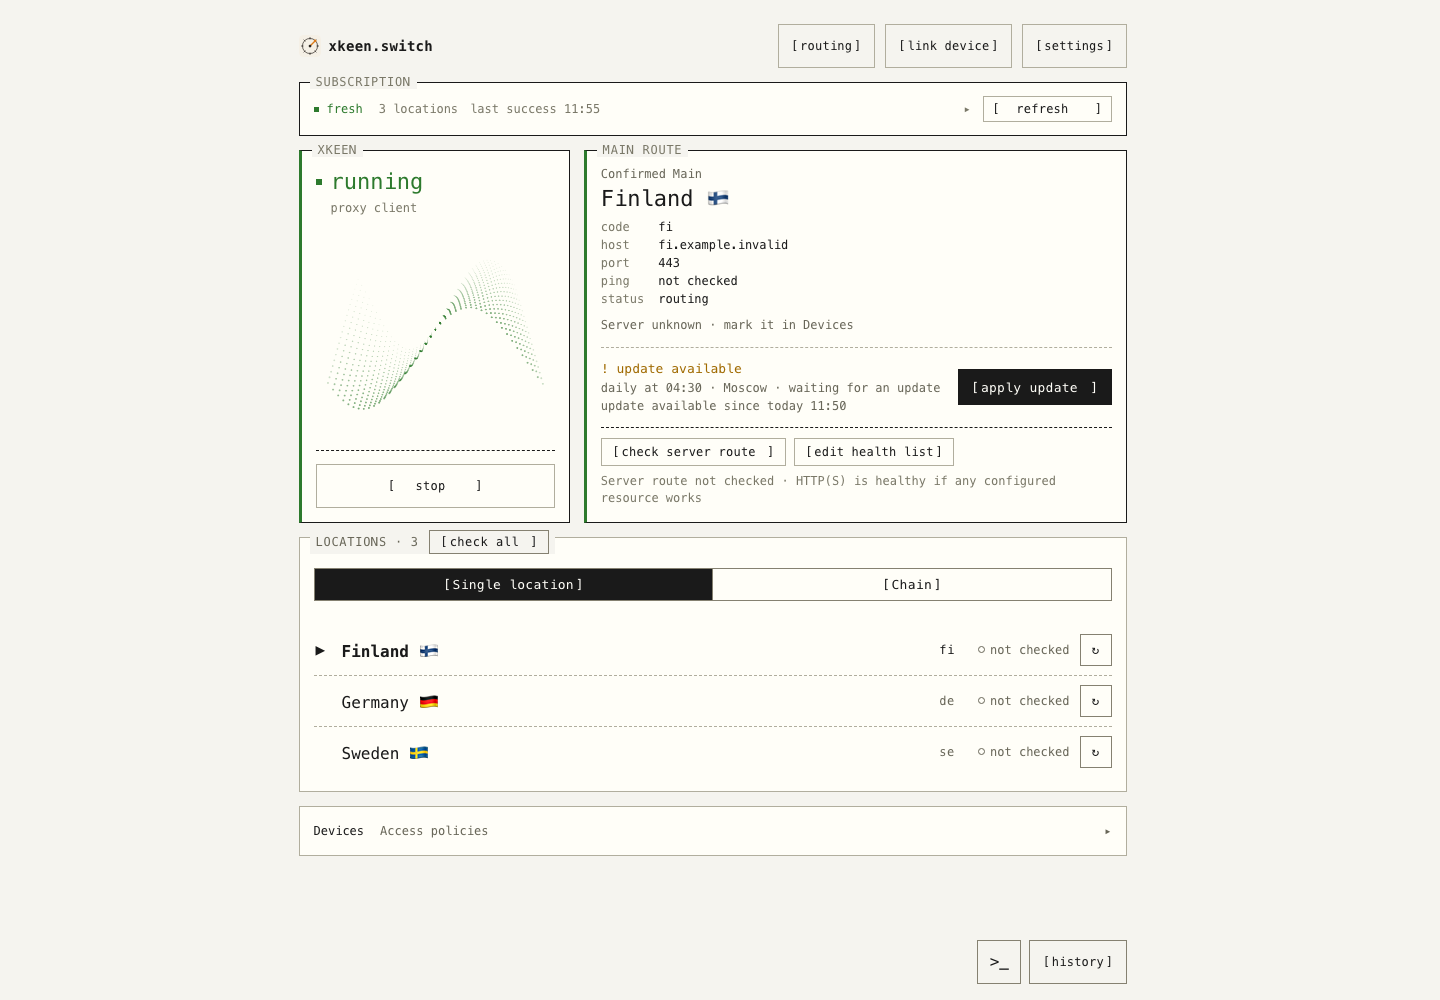 xkeen.switch
[routing] [link device] [settings]
SUBSCRIPTION
fresh 3 locations last success 11:55 ▸ [ refresh ]
XKEEN
running
proxy client
[ stop ]
MAIN ROUTE
Confirmed Main
Finland
code fi
host fi.example.invalid
port 443
ping not checked
status routing
Server unknown · mark it in Devices
! update available
daily at 04:30 · Moscow · waiting for an update
update available since today 11:50
[apply update ]
[check server route ] [edit health list]
Server route not checked · HTTP(S) is healthy if any configured
resource works
LOCATIONS · 3 [check all ]
[Single location] [Chain]
▶ Finland fi not checked ↻
Germany de not checked ↻
Sweden se not checked ↻
Devices Access policies ▸
>_ [history]